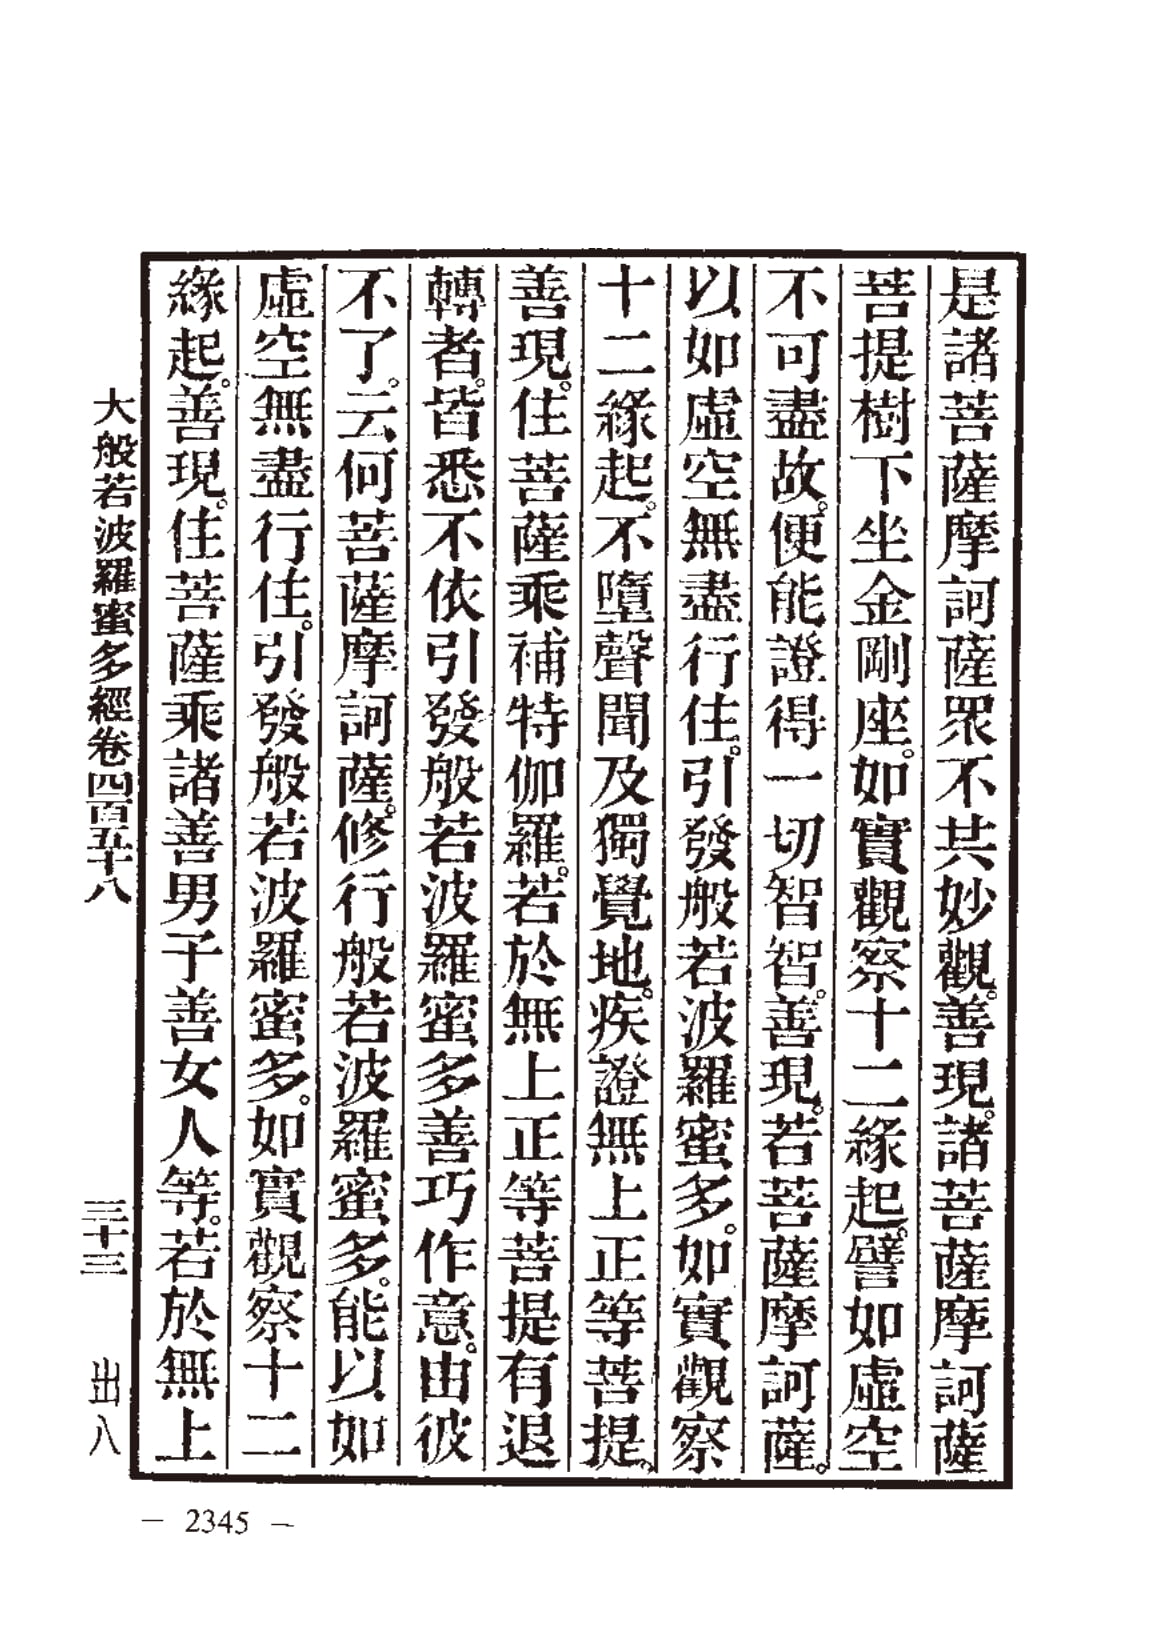 是諸菩薩摩訶薩眾不共妙觀。善現。諸菩薩摩訶薩
菩提樹下坐金剛座。如實觀察十二緣起。譬如虛空
不可盡故。便能證得一切智智。善現。若菩薩摩訶薩。
以如虛空無盡行住。引發般若波羅蜜多。如實觀察
十二緣起。不墮聲聞及獨覺地。疾證無上正等菩提。
善現。住菩薩乘補特伽羅。若於無上正等菩提有退
轉者。皆悉不依引發般若波羅蜜多善巧作意。由彼
不了。云何菩薩摩訶薩。修行般若波羅蜜多。能以如
虛空無盡行住。引發般若波羅蜜多。如實觀察十二
緣起。善現。住菩薩乘諸善男子善女人等。若於無上
大般若波羅蜜多經卷四百五十八 三十三 出八
— 2345 —